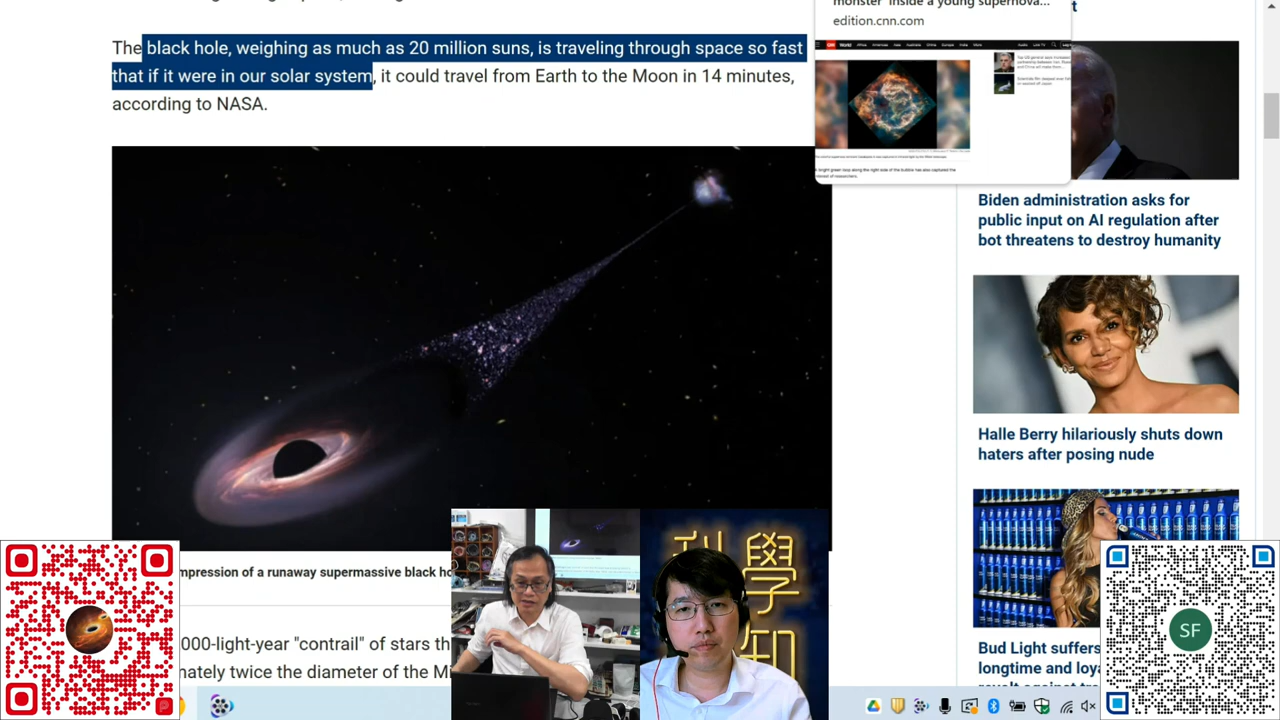 The black hole, weighing as much as 20 million suns, is traveling through space so fast
that if it were in our solar system, it could travel from Earth to the Moon in 14 minutes,
according to NASA.
monster' inside a young supernova...
edition.cnn.com
Biden administration asks for
public input on AI regulation after
bot threatens to destroy humanity
Halle Berry hilariously shuts down
haters after posing nude
mpression of a runaway supermassive black ho
000-light-year "contrail" of stars th
nately twice the diameter of the Mi
Bud Light suffers
longtime and loya
科學
知
SF